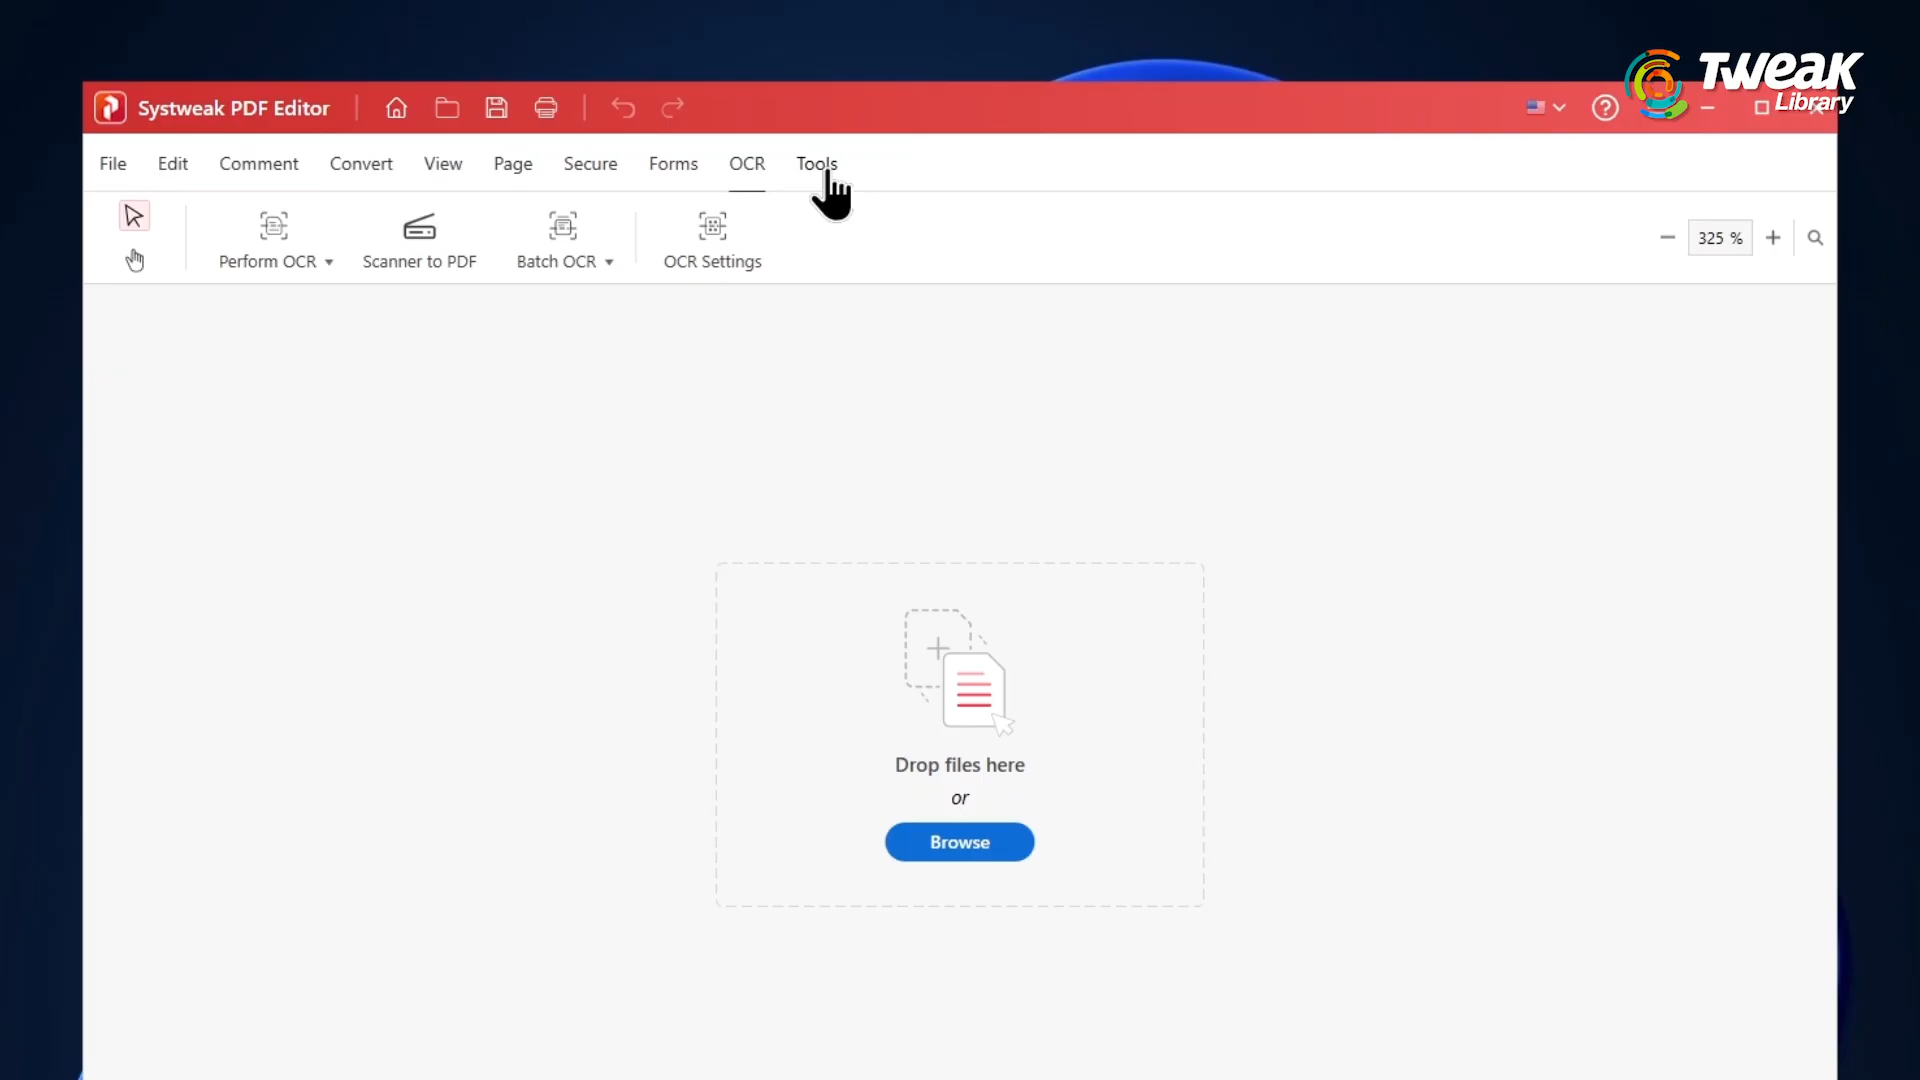 Tweak
Library
Systweak PDF Editor
File Edit Comment Convert View Page Secure Forms OCR Tools
Perform OCR Scanner to PDF Batch OCR OCR Settings
325 %
Drop files here
or
Browse